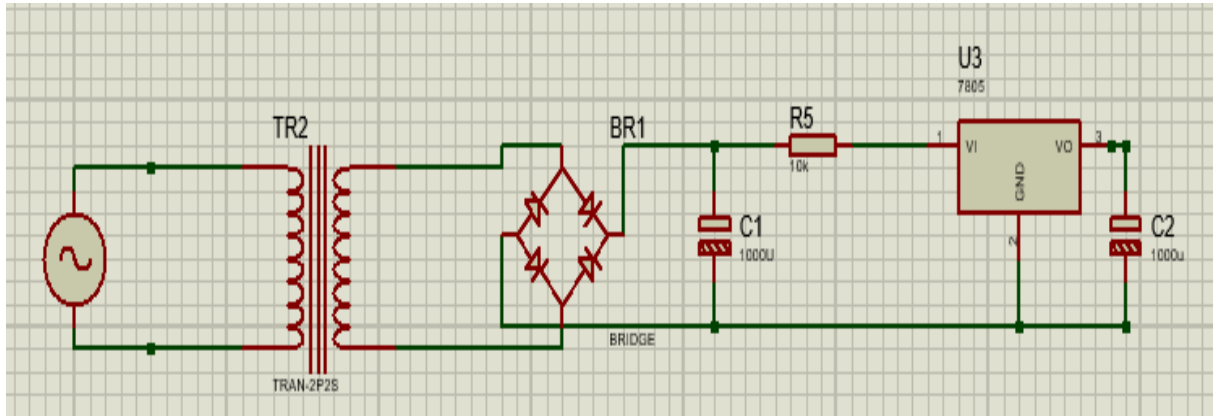 U3
7805
TR2
BR1
R5
10k
1
VI
VO
3
GND
2
C1
1000U
C2
1000u
BRIDGE
TRAN-2P2S